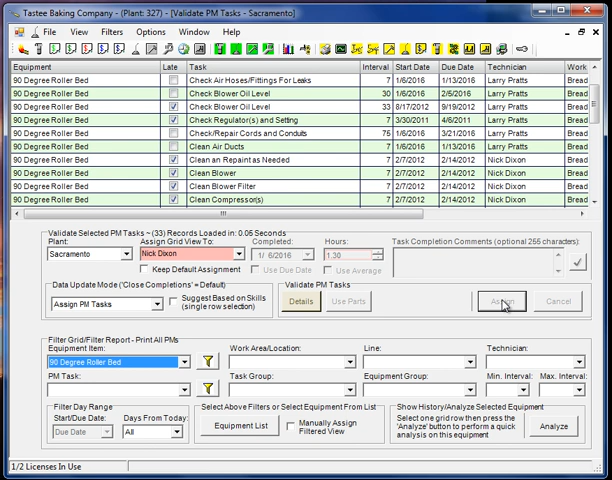 Tastee Baking Company - (Plant: 327) - [Validate PM Tasks - Sacramento]
File View Filters Options Window Help
Equipment Late Task Interval Start Date Due Date Technician Work
90 Degree Roller Bed Check Air Hoses/Fittings For Leaks 7 1/6/2016 1/13/2016 Larry Pratts Bread
90 Degree Roller Bed Check Blower Oil Level 30 1/6/2016 2/5/2016 Larry Pratts Bread
90 Degree Roller Bed Check Blower Oil Level 33 8/17/2012 9/19/2012 Larry Pratts Bread
90 Degree Roller Bed Check Regulator(s) and Setting 7 3/30/2011 4/6/2011 Larry Pratts Bread
90 Degree Roller Bed Check/Repair Cords and Conduits 75 1/6/2016 3/21/2016 Larry Pratts Bread
90 Degree Roller Bed Clean Air Ducts 7 1/6/2016 1/13/2016 Larry Pratts Bread
90 Degree Roller Bed Clean an Repaint as Needed 7 2/7/2012 2/14/2012 Nick Dixon Bread
90 Degree Roller Bed Clean Blower 7 2/7/2012 2/14/2012 Nick Dixon Bread
90 Degree Roller Bed Clean Blower Filter 7 2/7/2012 2/14/2012 Nick Dixon Bread
90 Degree Roller Bed Clean Compressor(s) 7 2/7/2012 2/14/2012 Nick Dixon Bread
Validate Selected PM Tasks ~ (33) Records Loaded in: 0.05 Seconds
Plant: Assign Grid View To: Completed: Hours: Task Completion Comments (optional 255 characters):
Sacramento Nick Dixon 1/ 6/2016 1.30
Keep Default Assignment Use Due Date Use Average
Data Update Mode ('Close Completions' = Default) Validate PM Tasks
Assign PM Tasks Suggest Based on Skills (single row selection) Details Use Parts Assign Cancel
Filter Grid/Filter Report - Print All PMs
Equipment Item: Work Area/Location: Line: Technician:
90 Degree Roller Bed
PM Task: Task Group: Equipment Group: Min. Interval: Max. Interval:
Filter Day Range Select Above Filters or Select Equipment From List Show History/Analyze Selected Equipment
Start/Due Date: Days From Today: Equipment List Manually Assign Filtered View Select one grid row then press the 'Analyze' button to perform a quick analysis on this equipment Analyze
Due Date All
1/2 Licenses In Use